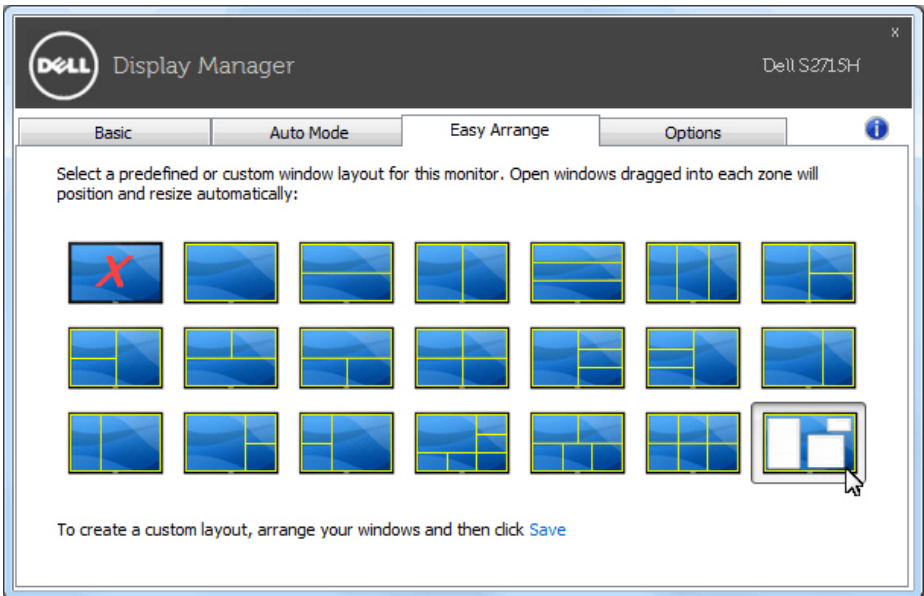 x
DELL Display Manager
Dell S2715H
Basic Auto Mode Easy Arrange Options
Select a predefined or custom window layout for this monitor. Open windows dragged into each zone will
position and resize automatically:
X
To create a custom layout, arrange your windows and then click Save